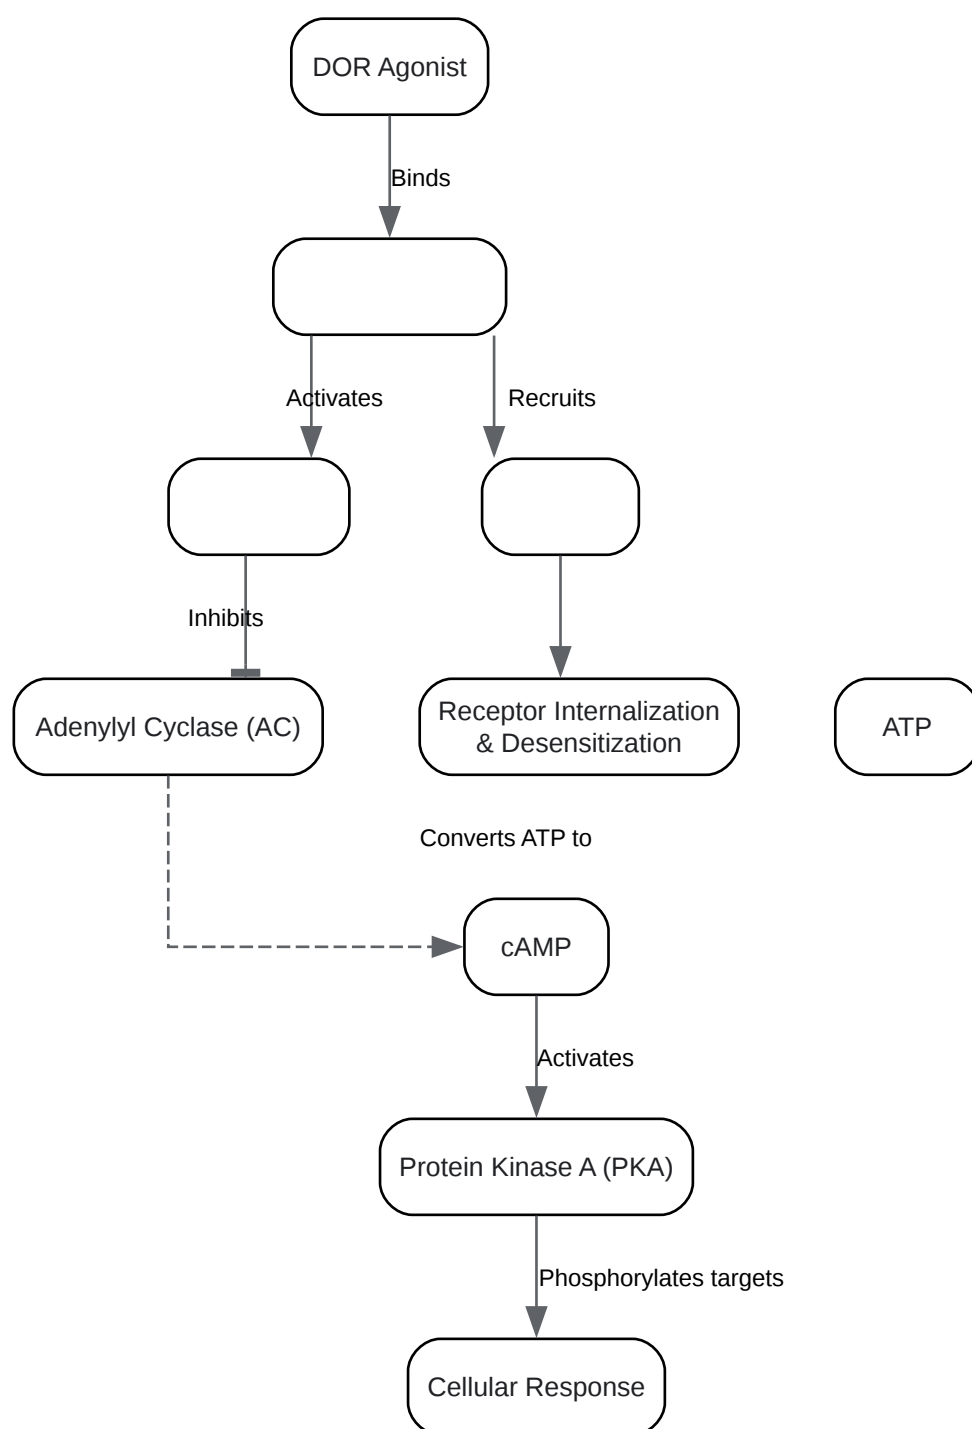 DOR Agonist
Binds
Activates
Recruits
Inhibits
Adenylyl Cyclase (AC)
Receptor Internalization
& Desensitization
ATP
Converts ATP to
cAMP
Activates
Protein Kinase A (PKA)
Phosphorylates targets
Cellular Response